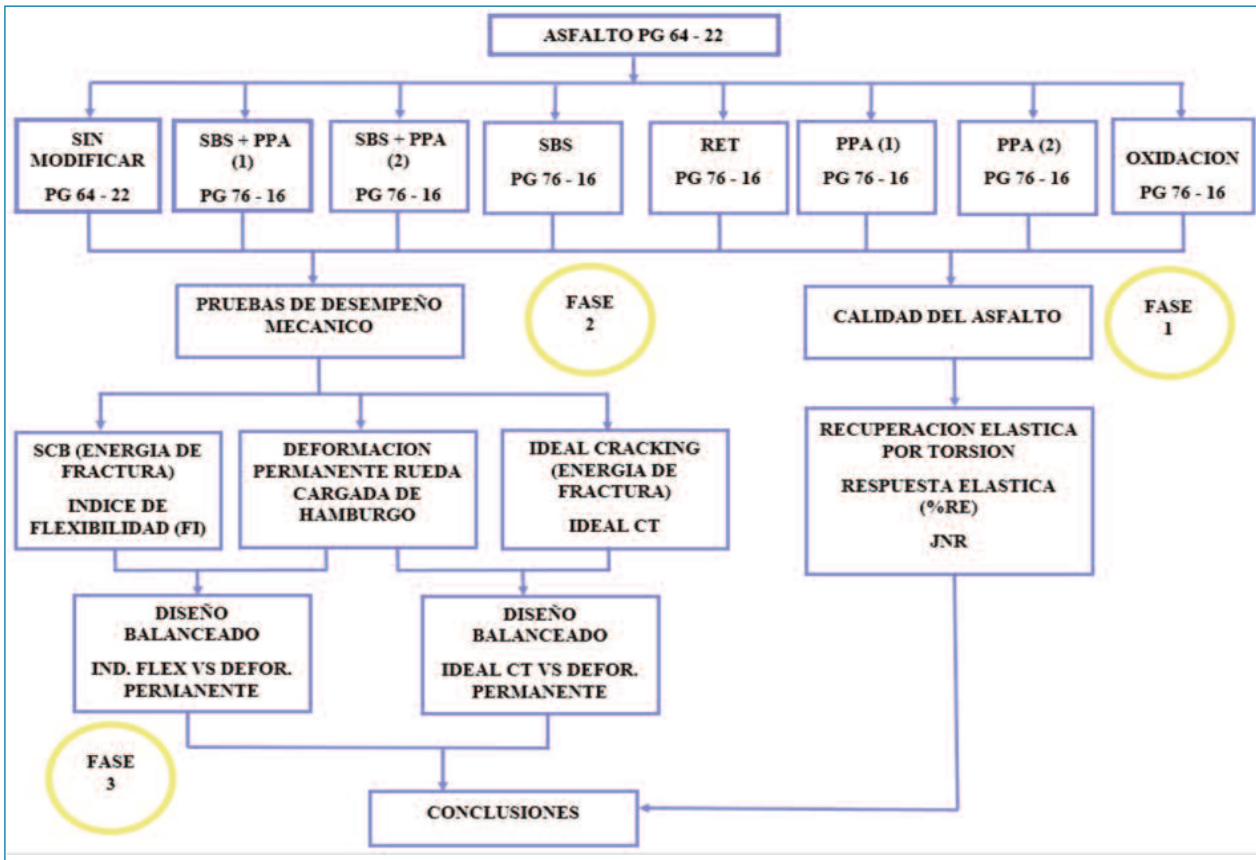 ASFALTO PG 64 - 22
SIN
MODIFICAR
PG 64 - 22
SBS + PPA
(1)
PG 76 - 16
SBS + PPA
(2)
PG 76 - 16
SBS
PG 76 - 16
RET
PG 76 - 16
PPA (1)
PG 76 - 16
PPA (2)
PG 76 - 16
OXIDACION
PG 76 - 16
PRUEBAS DE DESEMPEÑO
MECANICO
FASE
2
CALIDAD DEL ASFALTO
FASE
1
SCB (ENERGIA DE
FRACTURA)
INDICE DE
FLEXIBILIDAD (FI)
DEFORMACION
PERMANENTE RUEDA
CARGADA DE
HAMBURGO
IDEAL CRACKING
(ENERGIA DE
FRACTURA)
IDEAL CT
RECUPERACION ELASTICA
POR TORSION
RESPUESTA ELASTICA
(%RE)
JNR
DISEÑO
BALANCEADO
IND. FLEX VS DEFOR.
PERMANENTE
DISEÑO
BALANCEADO
IDEAL CT VS DEFOR.
PERMANENTE
FASE
3
CONCLUSIONES